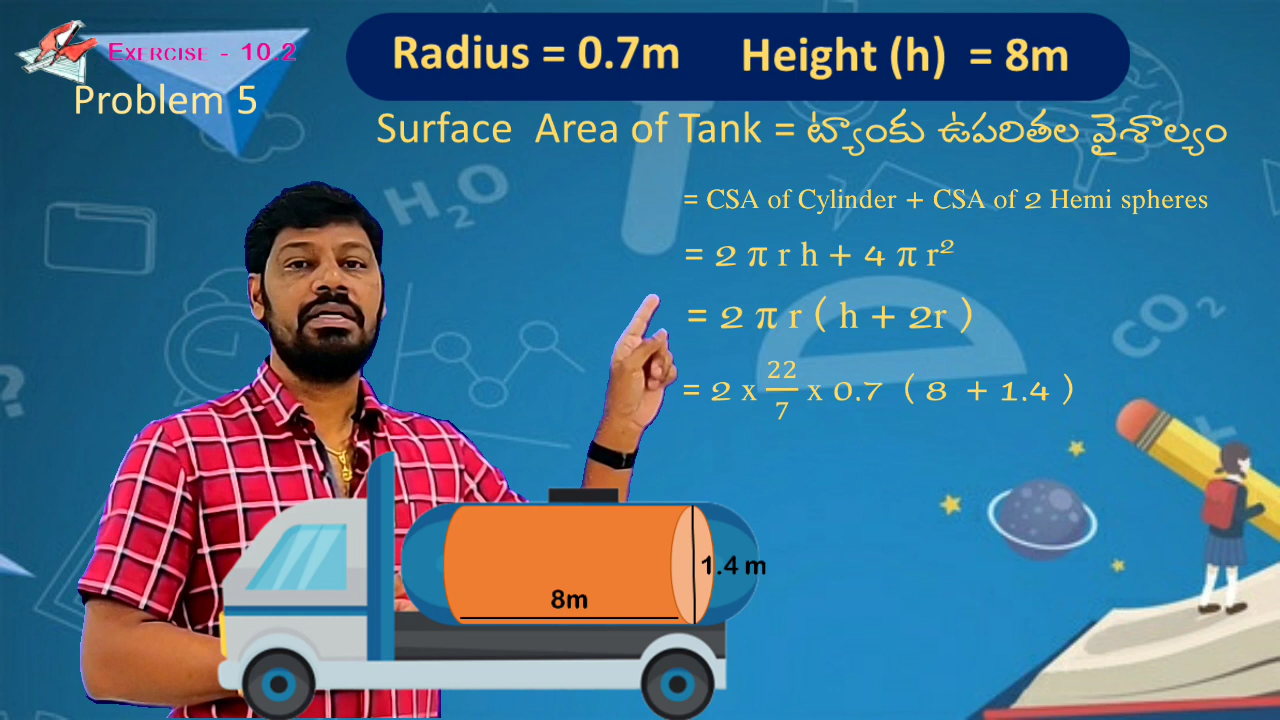 EXERCISE - 10.2
Problem 5
Radius = 0.7m Height (h) = 8m
Surface Area of Tank = ట్యాంకు ఉపరితల వైశాల్యం
= CSA of Cylinder + CSA of 2 Hemi spheres
= 2 π r h + 4 π r²
= 2 π r ( h + 2r )
= 2 x 22/7 x 0.7 ( 8 + 1.4 )
H₂O
CO₂
?
1.4 m
8m